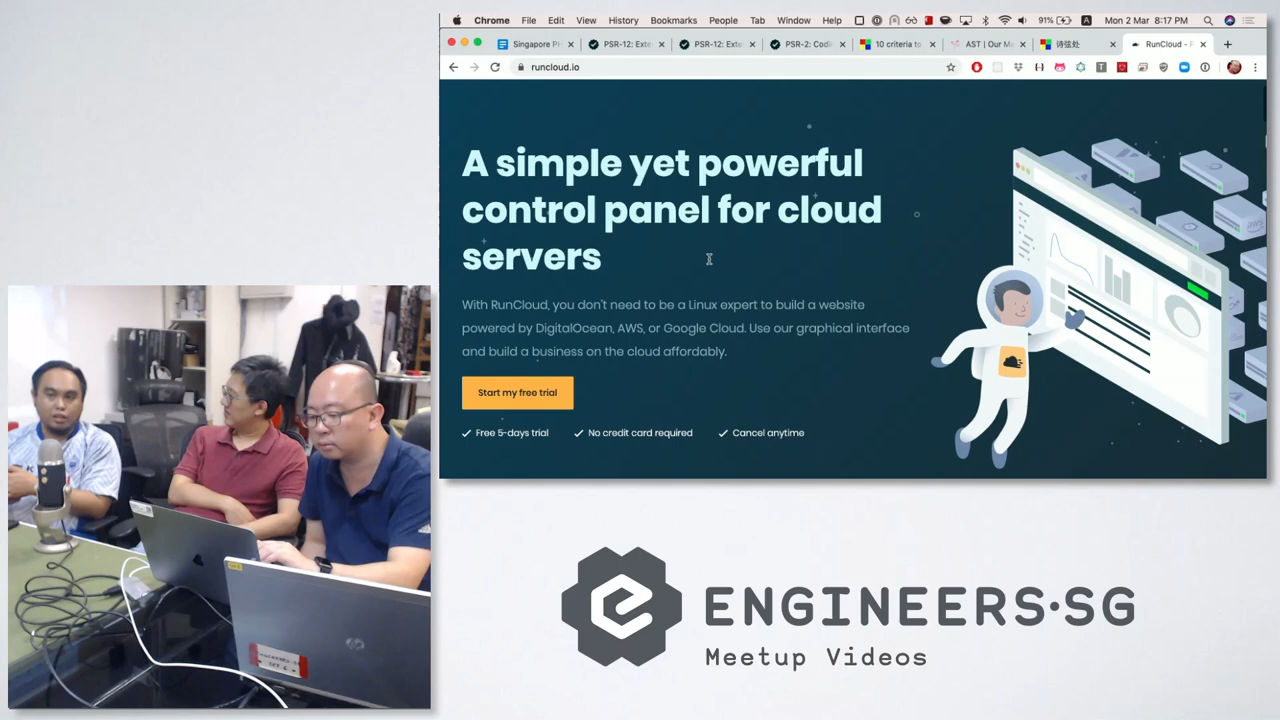 Chrome File Edit View History Bookmarks People Tab Window Help 91% A Mon 2 Mar 8:17 PM
Singapore P
PSR-12: Exte
PSR-12: Exte
PSR-2: Codi
10 criteria to
AST | Our M
诗弦处
RunCloud - F
runcloud.io
A simple yet powerful
control panel for cloud
servers
With RunCloud, you don't need to be a Linux expert to build a website
powered by DigitalOcean, AWS, or Google Cloud. Use our graphical interface
and build a business on the cloud affordably.
Start my free trial
Free 5-days trial
No credit card required
Cancel anytime
hp
ENGINEERS·SG
Meetup Videos